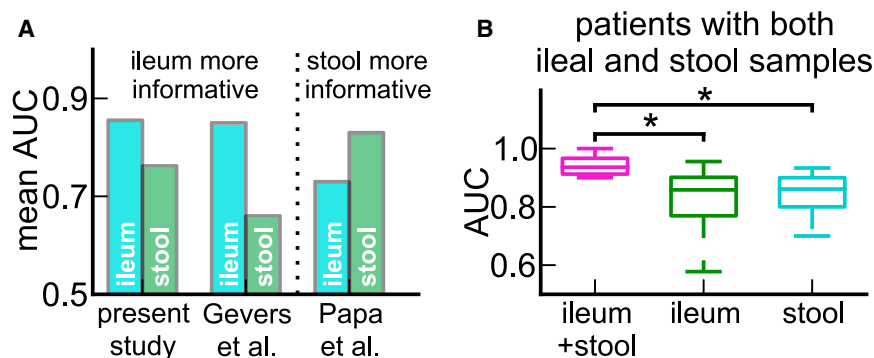 A
ileum more
informative
stool more
informative
mean AUC
0.9
0.7
0.5
ileum
stool
ileum
stool
ileum
stool
present
study
Gevers
et al.
Papa
et al.
B
patients with both
ileal and stool samples
*
*
AUC
1.0
0.8
0.6
ileum
+stool
ileum
stool